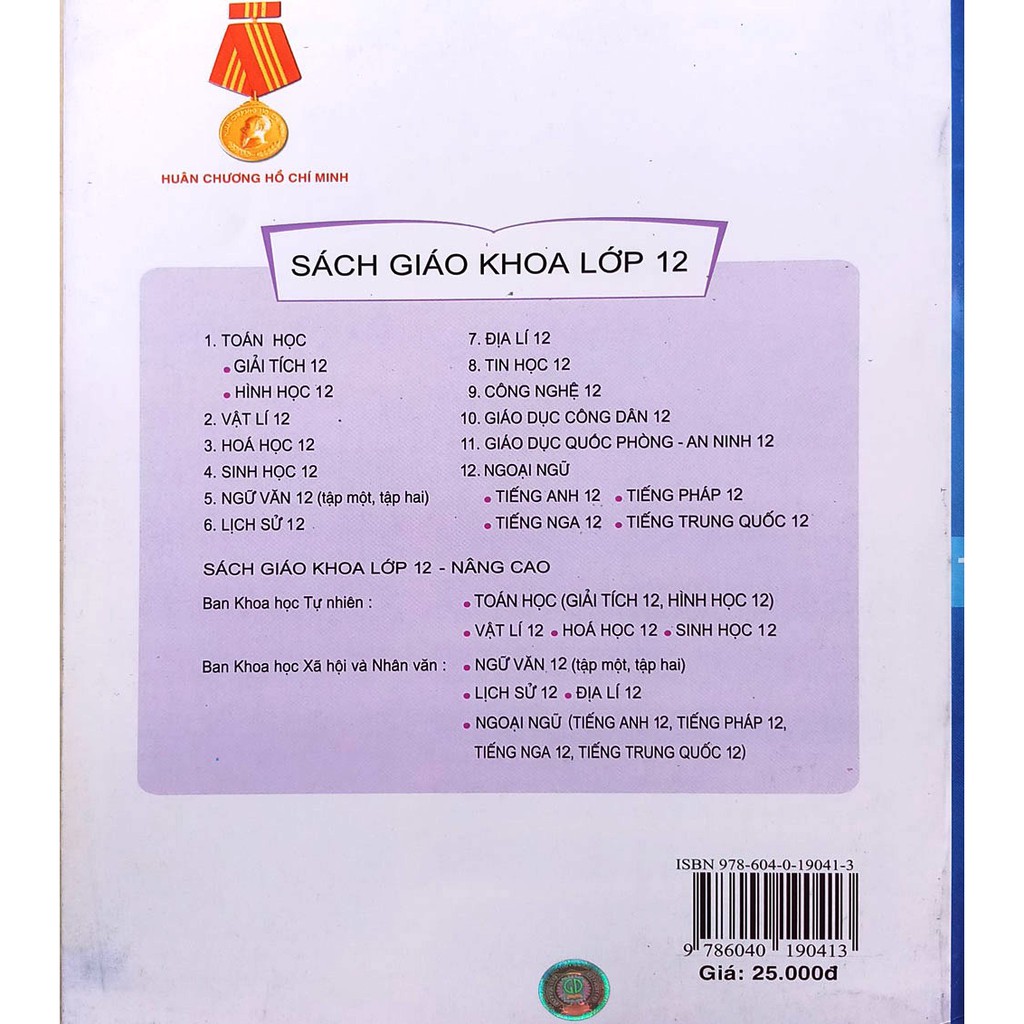 HUÂN CHƯƠNG HỒ CHÍ MINH
SÁCH GIÁO KHOA LỚP 12
1. TOÁN HỌC
• GIẢI TÍCH 12
• HÌNH HỌC 12
2. VẬT LÍ 12
3. HOÁ HỌC 12
4. SINH HỌC 12
5. NGỮ VĂN 12 (tập một, tập hai)
6. LỊCH SỬ 12
7. ĐỊA LÍ 12
8. TIN HỌC 12
9. CÔNG NGHỆ 12
10. GIÁO DỤC CÔNG DÂN 12
11. GIÁO DỤC QUỐC PHÒNG - AN NINH 12
12. NGOẠI NGỮ
• TIẾNG ANH 12 • TIẾNG PHÁP 12
• TIẾNG NGA 12 • TIẾNG TRUNG QUỐC 12
SÁCH GIÁO KHOA LỚP 12 - NÂNG CAO
Ban Khoa học Tự nhiên : • TOÁN HỌC (GIẢI TÍCH 12, HÌNH HỌC 12)
• VẬT LÍ 12 • HOÁ HỌC 12 • SINH HỌC 12
Ban Khoa học Xã hội và Nhân văn : • NGỮ VĂN 12 (tập một, tập hai)
• LỊCH SỬ 12 • ĐỊA LÍ 12
• NGOẠI NGỮ (TIẾNG ANH 12, TIẾNG PHÁP 12,
TIẾNG NGA 12, TIẾNG TRUNG QUỐC 12)
ISBN 978-604-0-19041-3
9 786040 190413
Giá: 25.000đ